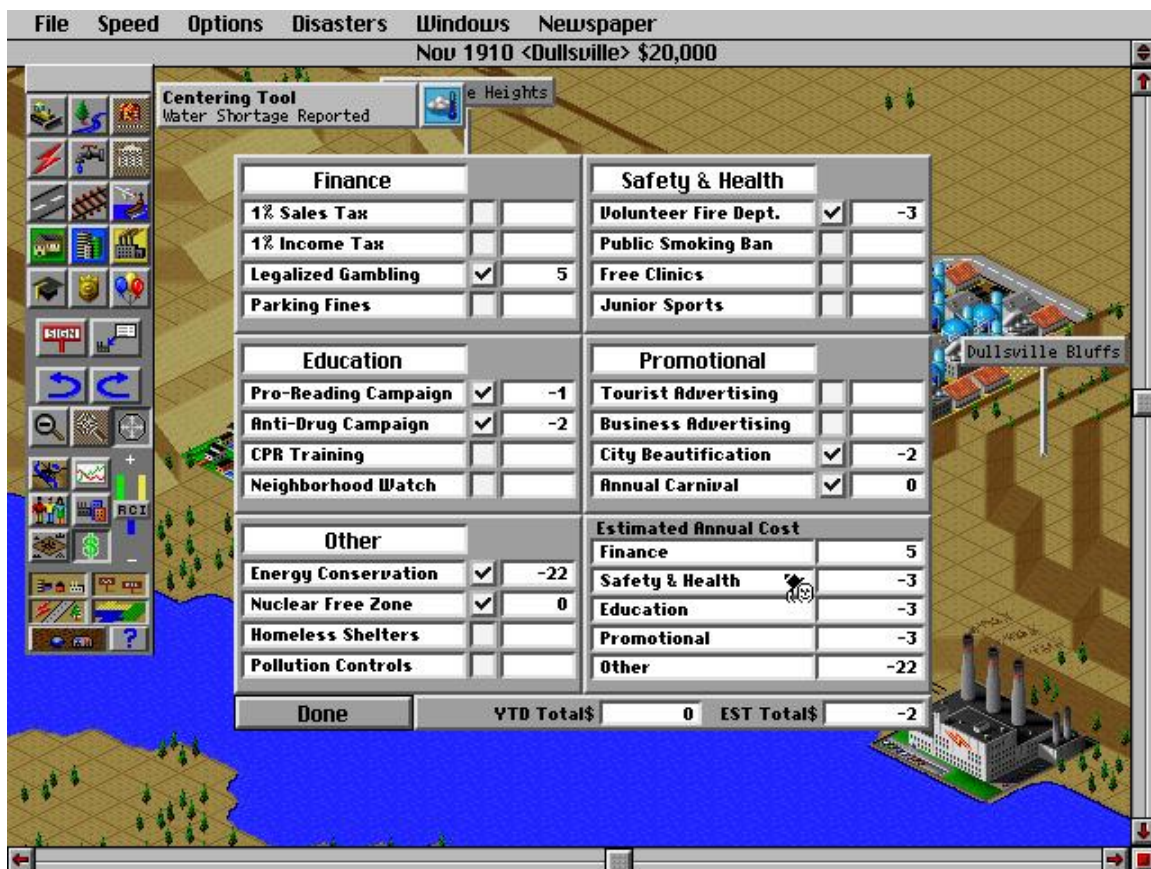 File Speed Options Disasters Windows Newspaper
Nov 1910 <Dullsville> $20,000
Centering Tool
Water Shortage Reported
e Heights
Finance
1% Sales Tax
1% Income Tax
Legalized Gambling 5
Parking Fines
Safety & Health
Volunteer Fire Dept. -3
Public Smoking Ban
Free Clinics
Junior Sports
Education
Pro-Reading Campaign -1
Anti-Drug Campaign -2
CPR Training
Neighborhood Watch
Promotional
Tourist Advertising
Business Advertising
City Beautification -2
Annual Carnival 0
Other
Energy Conservation -22
Nuclear Free Zone 0
Homeless Shelters
Pollution Controls
Estimated Annual Cost
Finance 5
Safety & Health -3
Education -3
Promotional -3
Other -22
Done YTD Total$ 0 EST Total$ -2
Dullsville Bluffs
SIGN
+
RCI
-
$
?